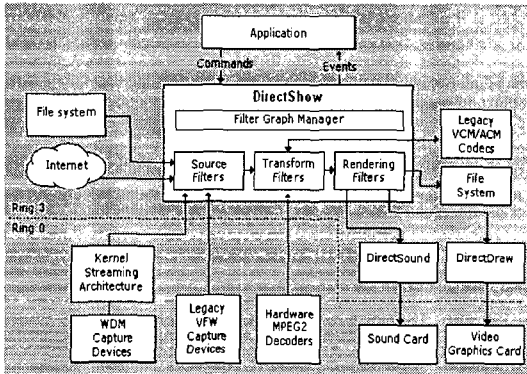 Application
Commands
Events
DirectShow
Filter Graph Manager
File system
Internet
Source
Filters
Transform
Filters
Rendering
Filters
Legacy
VCM/ACM
Codecs
File
System
Ring 3
Ring 0
Kernel
Streaming
Architecture
WDM
Capture
Devices
Legacy
VFW
Capture
Devices
Hardware
MPEG2
Decoders
DirectSound
DirectDraw
Sound Card
Video
Graphics Card